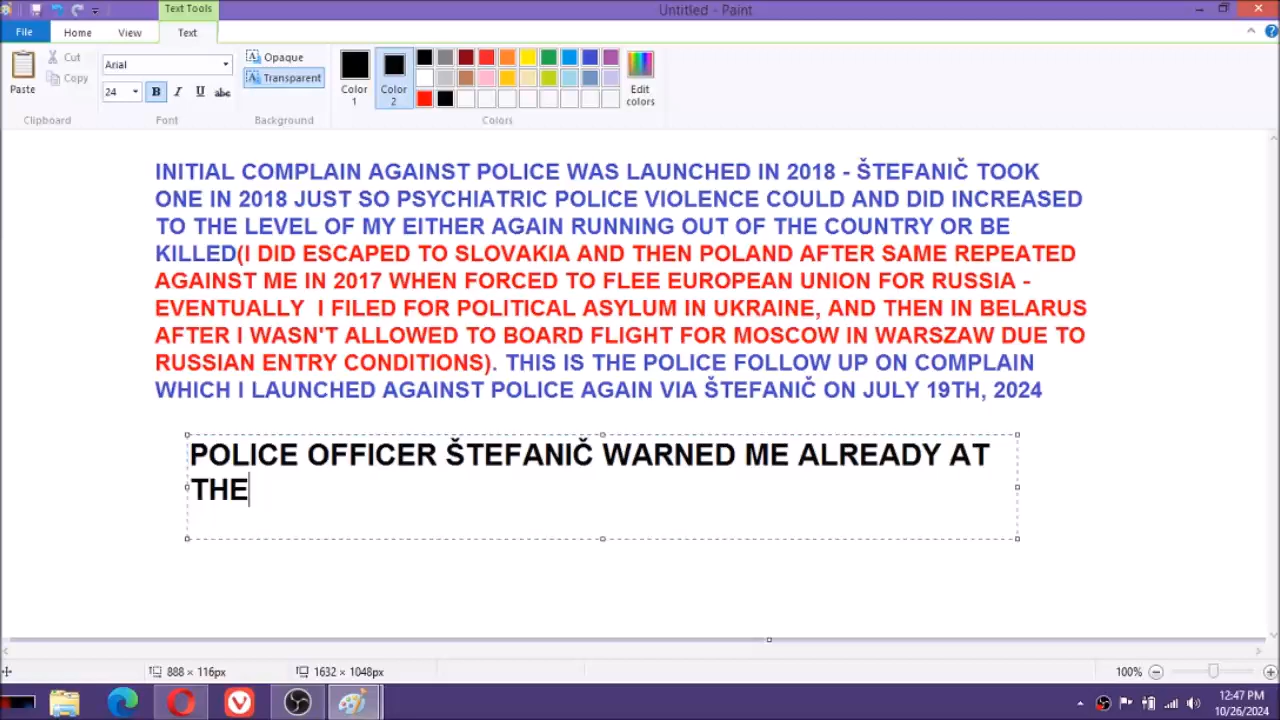 Text Tools
Untitled - Paint
File
Home
View
Text
Paste
Cut
Copy
Clipboard
Arial
24
B I U abc
Font
Opaque
Transparent
Background
Color 1
Color 2
Edit colors
Colors
INITIAL COMPLAIN AGAINST POLICE WAS LAUNCHED IN 2018 - ŠTEFANIČ TOOK
ONE IN 2018 JUST SO PSYCHIATRIC POLICE VIOLENCE COULD AND DID INCREASED
TO THE LEVEL OF MY EITHER AGAIN RUNNING OUT OF THE COUNTRY OR BE
KILLED(I DID ESCAPED TO SLOVAKIA AND THEN POLAND AFTER SAME REPEATED
AGAINST ME IN 2017 WHEN FORCED TO FLEE EUROPEAN UNION FOR RUSSIA -
EVENTUALLY I FILED FOR POLITICAL ASYLUM IN UKRAINE, AND THEN IN BELARUS
AFTER I WASN'T ALLOWED TO BOARD FLIGHT FOR MOSCOW IN WARSZAW DUE TO
RUSSIAN ENTRY CONDITIONS). THIS IS THE POLICE FOLLOW UP ON COMPLAIN
WHICH I LAUNCHED AGAINST POLICE AGAIN VIA ŠTEFANIČ ON JULY 19TH, 2024
POLICE OFFICER ŠTEFANIČ WARNED ME ALREADY AT
THE
888 × 116px
1632 × 1048px
100%
12:47 PM
10/26/2024